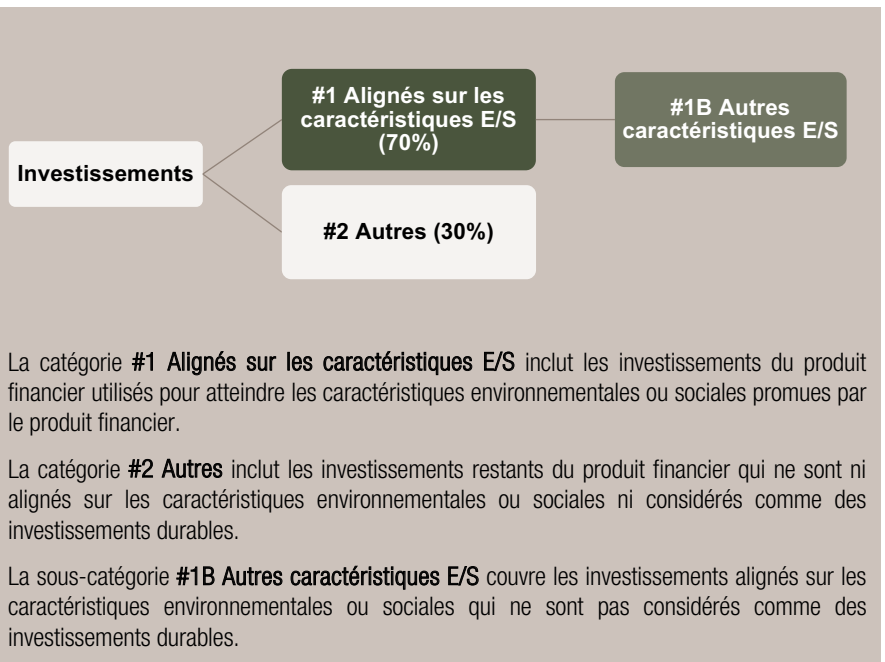 #1 Alignés sur les
caractéristiques E/S
(70%)
#1B Autres
caractéristiques E/S
Investissements
#2 Autres (30%)
La catégorie #1 Alignés sur les caractéristiques E/S inclut les investissements du produit
financier utilisés pour atteindre les caractéristiques environnementales ou sociales promues par
le produit financier.
La catégorie #2 Autres inclut les investissements restants du produit financier qui ne sont ni
alignés sur les caractéristiques environnementales ou sociales ni considérés comme des
investissements durables.
La sous-catégorie #1B Autres caractéristiques E/S couvre les investissements alignés sur les
caractéristiques environnementales ou sociales qui ne sont pas considérés comme des
investissements durables.